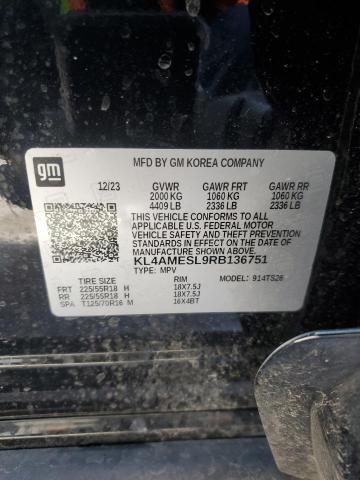 gm
MFD BY GM KOREA COMPANY
12/23 GVWR GAWR FRT GAWR RR
2000 KG 1060 KG 1060 KG
4409 LB 2336 LB 2336 LB
THIS VEHICLE CONFORMS TO ALL
APPLICABLE U.S. FEDERAL MOTOR
VEHICLE SAFETY AND THEFT PREVENTION
STANDARDS IN EFFECT ON THE DATE OF
MANUFACTURE SHOWN ABOVE.
KL4AMESL9RB136751
TYPE: MPV MODEL: 914TS26
TIRE SIZE RIM
FRT 225/55R18 H 18X7.5J
RR 225/55R18 H 18X7.5J
SPA T125/70R16 M 16X4BT